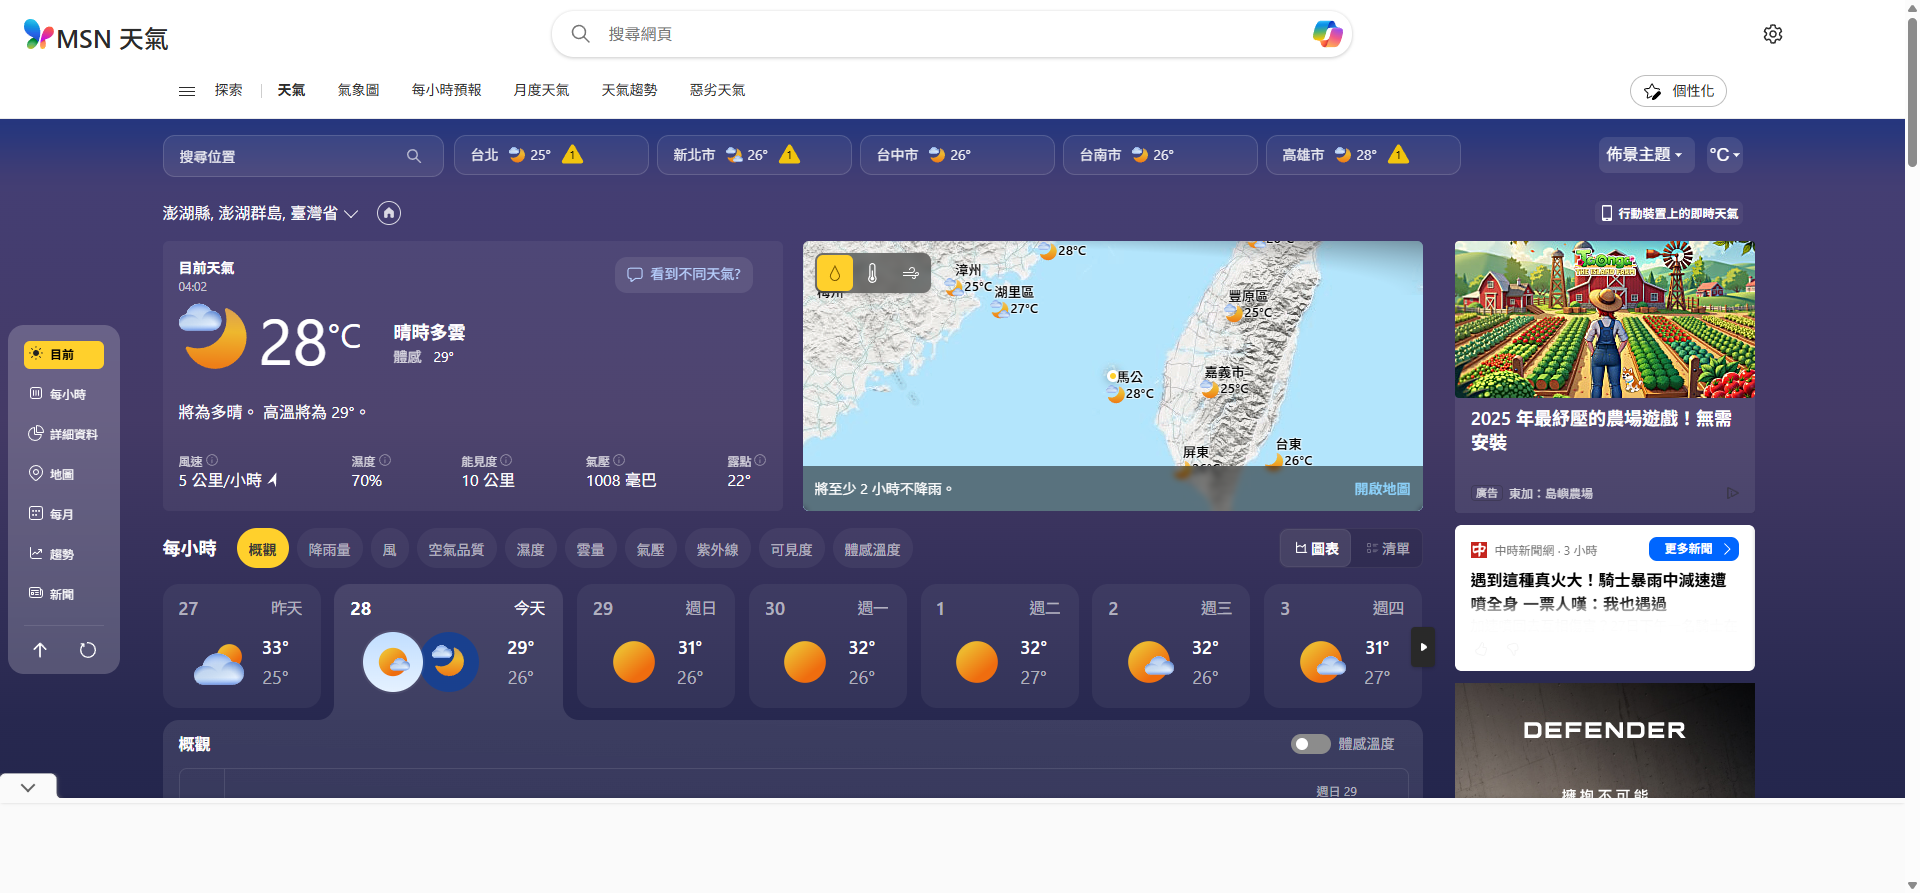 MSN 天氣
搜尋網頁
探索
天氣
氣象圖
每小時預報
月度天氣
天氣趨勢
惡劣天氣
個性化
搜尋位置
台北 25° 1
新北市 26° 1
台中市 26°
台南市 26°
高雄市 28° 1
佈景主題
°C
澎湖縣, 澎湖群島, 臺灣省
行動裝置上的即時天氣
目前天氣
04:02
看到不同天氣?
28°C
晴時多雲
體感 29°
將為多晴。 高溫將為 29°。
風速
5 公里/小時
濕度
70%
能見度
10 公里
氣壓
1008 毫巴
露點
22°
28°C
漳州
25°C
湖里區
27°C
豐原區
25°C
馬公
28°C
嘉義市
25°C
屏東
台東
26°C
將至少 2 小時不降雨。
開啟地圖
2025 年最紓壓的農場遊戲！無需
安裝
廣告 東加：島嶼農場
目前
每小時
詳細資料
地圖
每月
趨勢
新聞
每小時
概觀
降雨量
風
空氣品質
濕度
雲量
氣壓
紫外線
可見度
體感溫度
圖表
清單
27 昨天
33°
25°
28 今天
29°
26°
29 週日
31°
26°
30 週一
32°
26°
1 週二
32°
27°
2 週三
32°
26°
3 週四
31°
27°
概觀
體感溫度
週日 29
中時新聞網 · 3 小時
更多新聞
遇到這種真火大！騎士暴雨中減速遭
噴全身 一票人嘆：我也遇過
DEFENDER
擁抱不可能